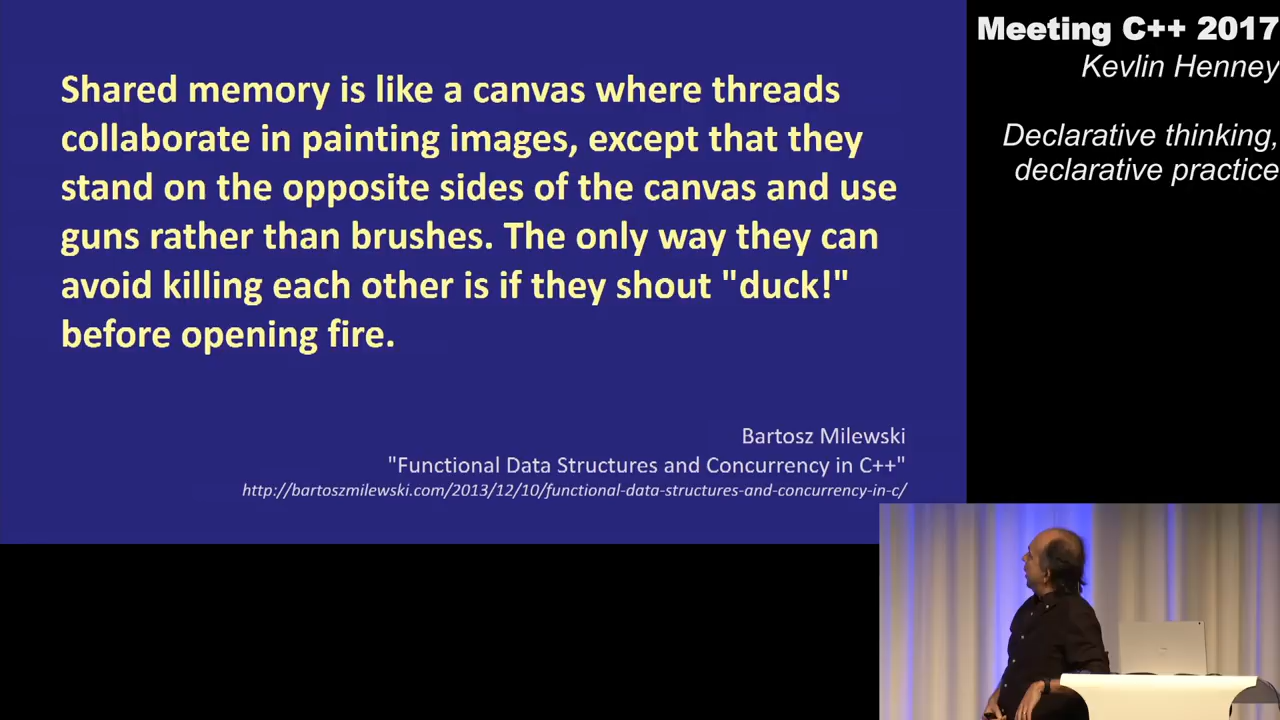 Shared memory is like a canvas where threads
collaborate in painting images, except that they
stand on the opposite sides of the canvas and use
guns rather than brushes. The only way they can
avoid killing each other is if they shout "duck!"
before opening fire.
Bartosz Milewski
"Functional Data Structures and Concurrency in C++"
http://bartoszmilewski.com/2013/12/10/functional-data-structures-and-concurrency-in-c/
Meeting C++ 2017
Kevlin Henney
Declarative thinking,
declarative practice